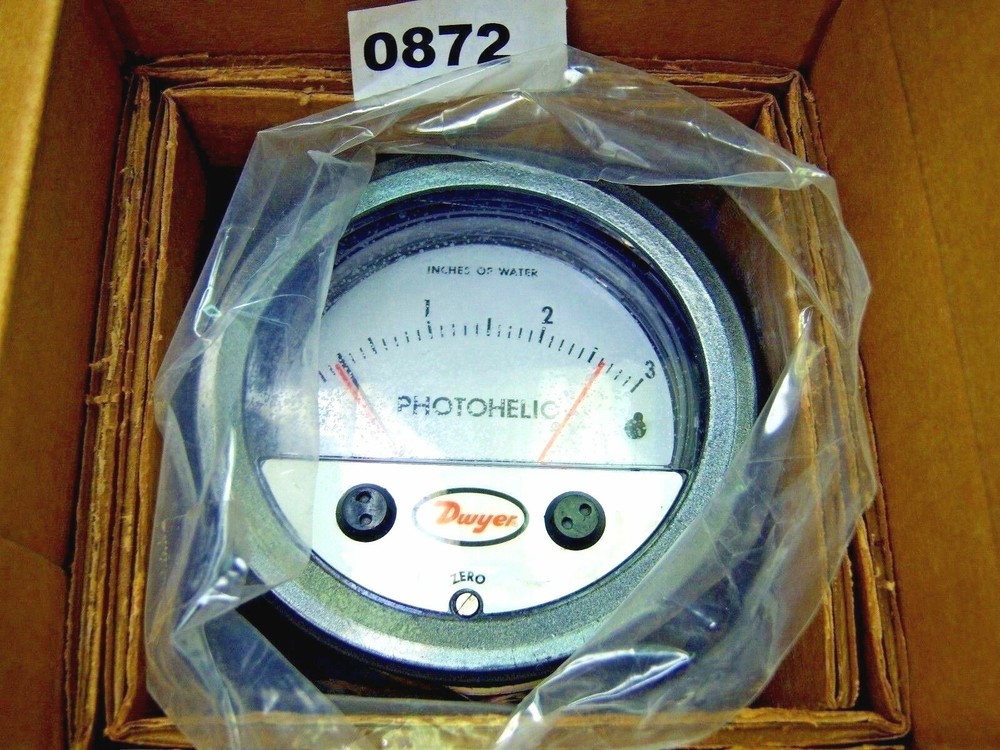 0872
INCHES OF WATER
1
2
3
PHOTOHELIC
Dwyer
ZERO